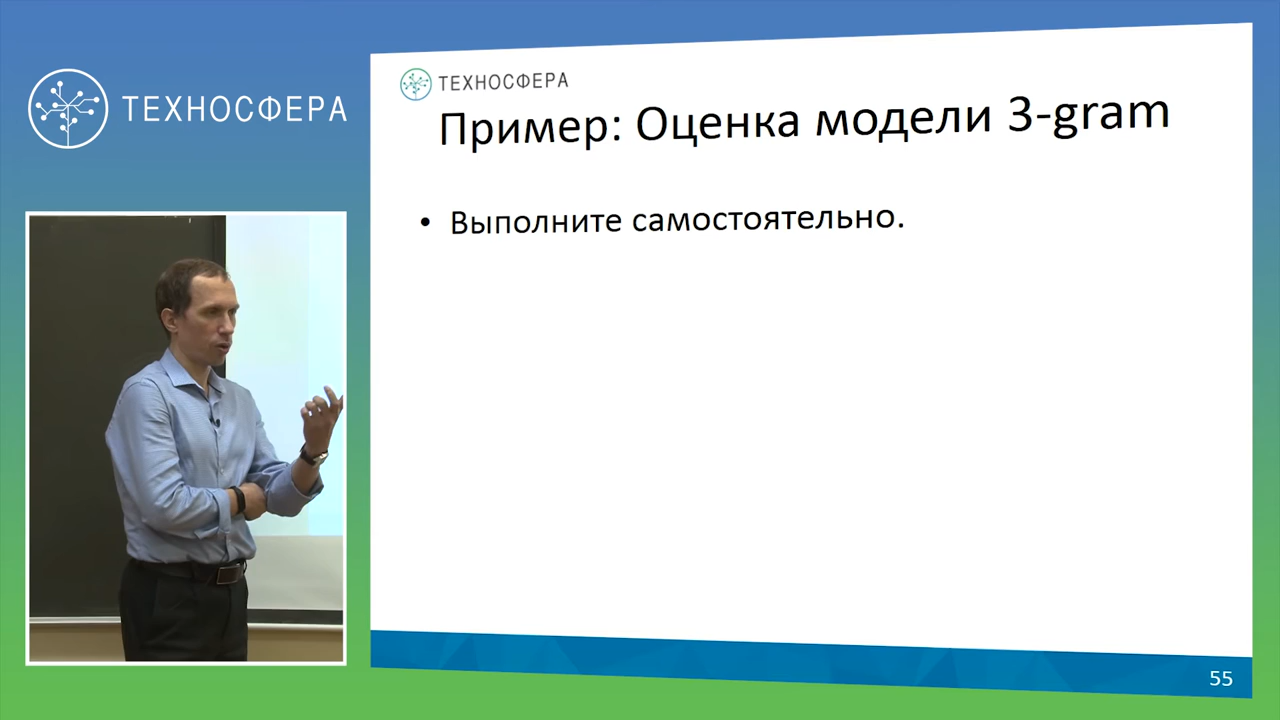 ТЕХНОСФЕРА
ТЕХНОСФЕРА
Пример: Оценка модели 3-gram
• Выполните самостоятельно.
55